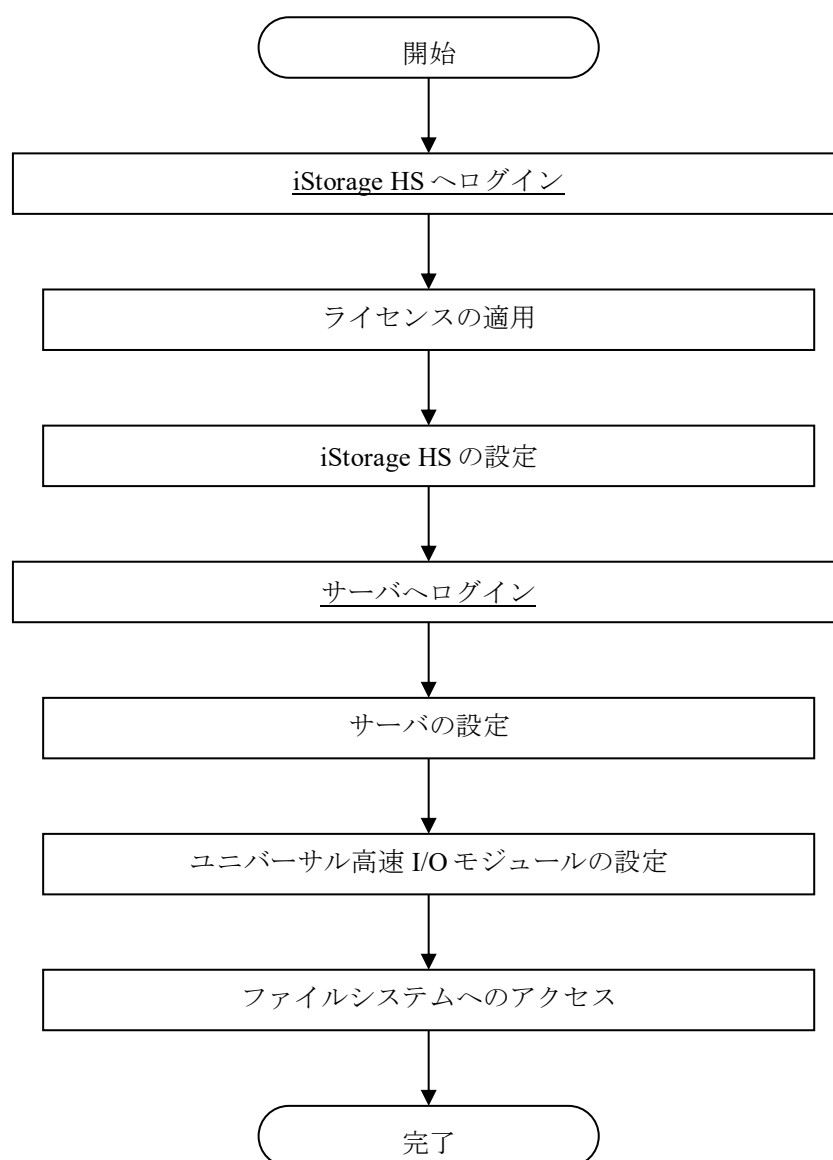 開始
iStorage HS へログイン
ライセンスの適用
iStorage HS の設定
サーバへログイン
サーバの設定
ユニバーサル高速 I/O モジュールの設定
ファイルシステムへのアクセス
完了